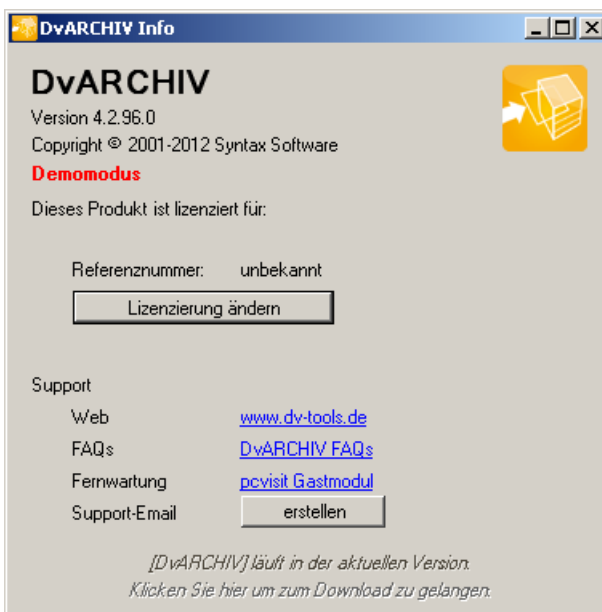 DvARCHIV Info
DvARCHIV
Version 4.2.96.0
Copyright © 2001-2012 Syntax Software
Demomodus
Dieses Produkt ist lizenziert für:
Referenznummer: unbekannt
Lizenzierung ändern
Support
Web www.dv-tools.de
FAQs DvARCHIV FAQs
Fernwartung pcvisit Gastmodul
Support-Email erstellen
[DvARCHIV] läuft in der aktuellen Version.
Klicken Sie hier um zum Download zu gelangen.